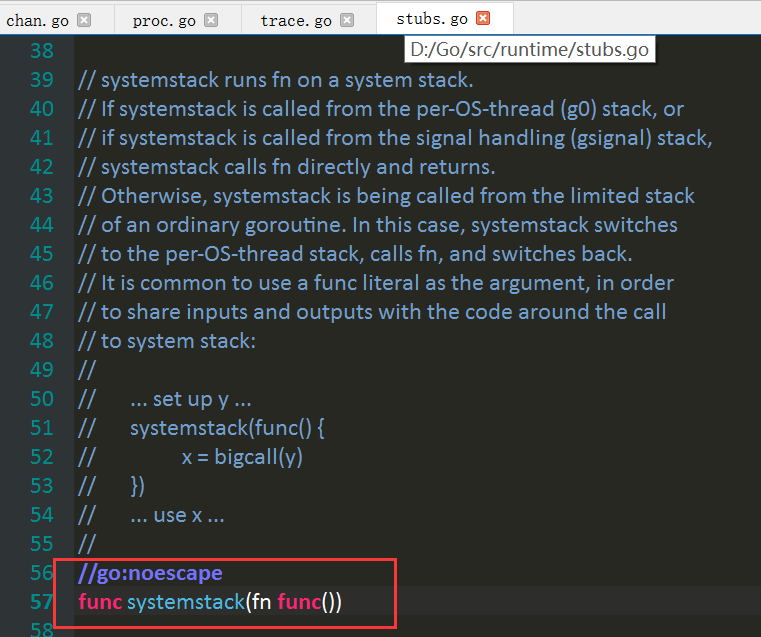 chan.go proc.go trace.go stubs.go
D:/Go/src/runtime/stubs.go
38
39 // systemstack runs fn on a system stack.
40 // If systemstack is called from the per-OS-thread (g0) stack, or
41 // if systemstack is called from the signal handling (gsignal) stack,
42 // systemstack calls fn directly and returns.
43 // Otherwise, systemstack is being called from the limited stack
44 // of an ordinary goroutine. In this case, systemstack switches
45 // to the per-OS-thread stack, calls fn, and switches back.
46 // It is common to use a func literal as the argument, in order
47 // to share inputs and outputs with the code around the call
48 // to system stack:
49 //
50 // ... set up y ...
51 // systemstack(func() {
52 // x = bigcall(y)
53 // })
54 // ... use x ...
55 //
56 //go:noescape
57 func systemstack(fn func())
58